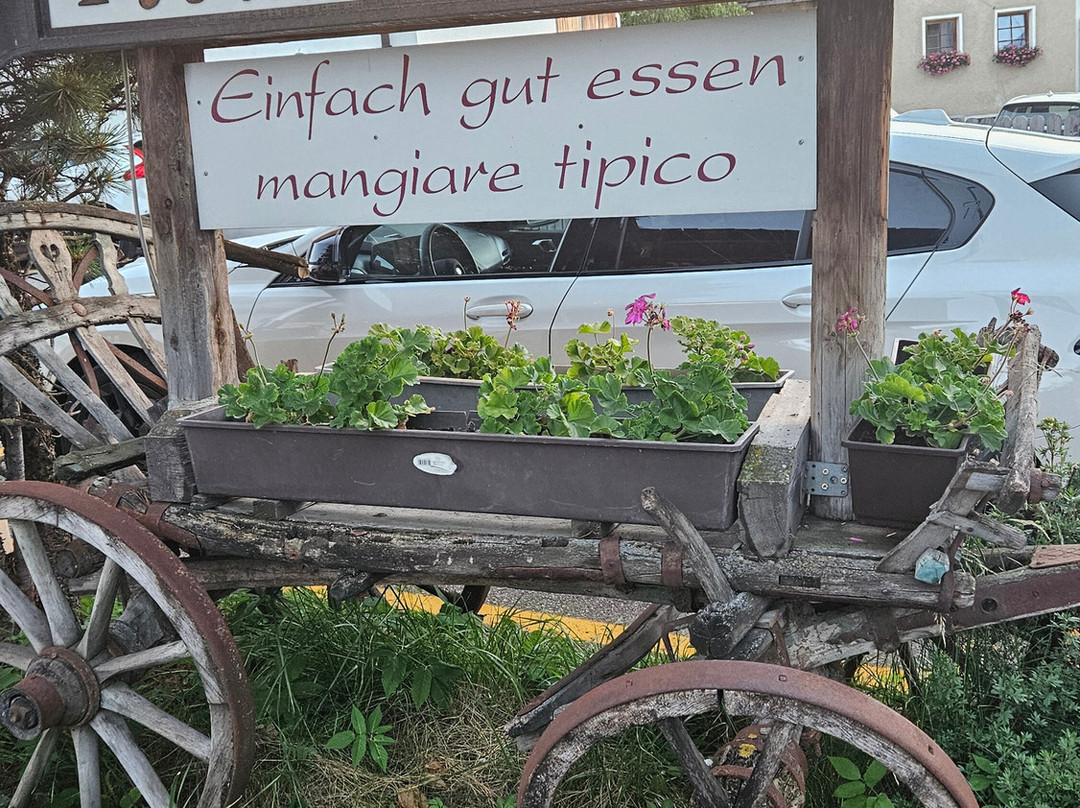 Einfach gut essen
mangiare tipico